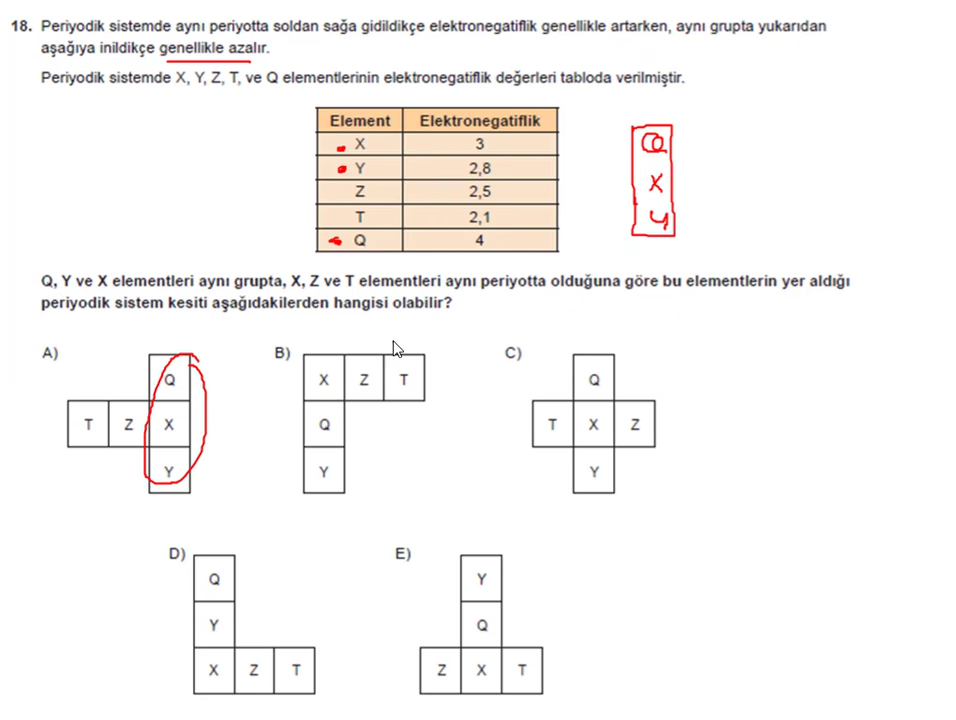 18. Periyodik sistemde aynı periyotta soldan sağa gidildikçe elektronegatiflik genellikle artarken, aynı grupta yukarıdan
aşağıya inildikçe genellikle azalır.
Periyodik sistemde X, Y, Z, T, ve Q elementlerinin elektronegatiflik değerleri tabloda verilmiştir.
Element Elektronegatiflik
X 3
Y 2,8
Z 2,5
T 2,1
Q 4
Q
X
Y
Q, Y ve X elementleri aynı grupta, X, Z ve T elementleri aynı periyotta olduğuna göre bu elementlerin yer aldığı
periyodik sistem kesiti aşağıdakilerden hangisi olabilir?
A)
Q
T Z X
Y
B)
X Z T
Q
Y
C)
Q
T X Z
Y
D)
Q
Y
X Z T
E)
Y
Q
Z X T